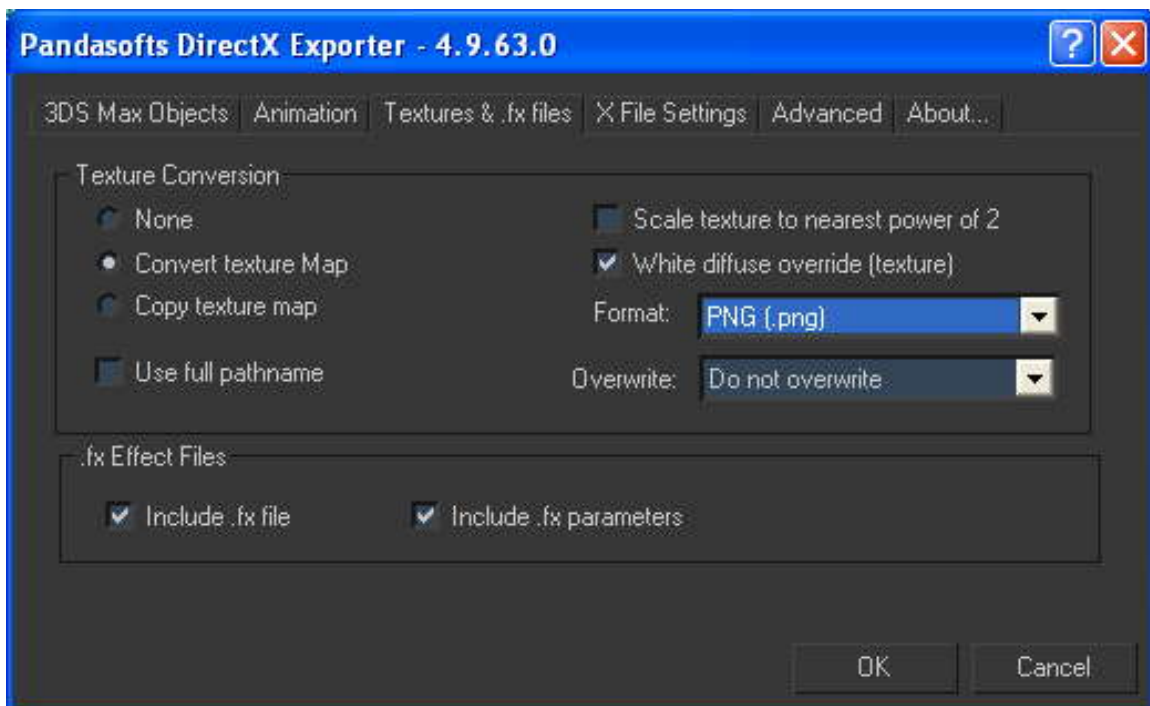 Pandasofts DirectX Exporter - 4.9.63.0
3DS Max Objects Animation Textures & .fx files X File Settings Advanced About...
Texture Conversion
None
Convert texture Map
Copy texture map
Use full pathname
Scale texture to nearest power of 2
White diffuse override (texture)
Format: PNG (.png)
Overwrite: Do not overwrite
.fx Effect Files
Include .fx file Include .fx parameters
OK Cancel